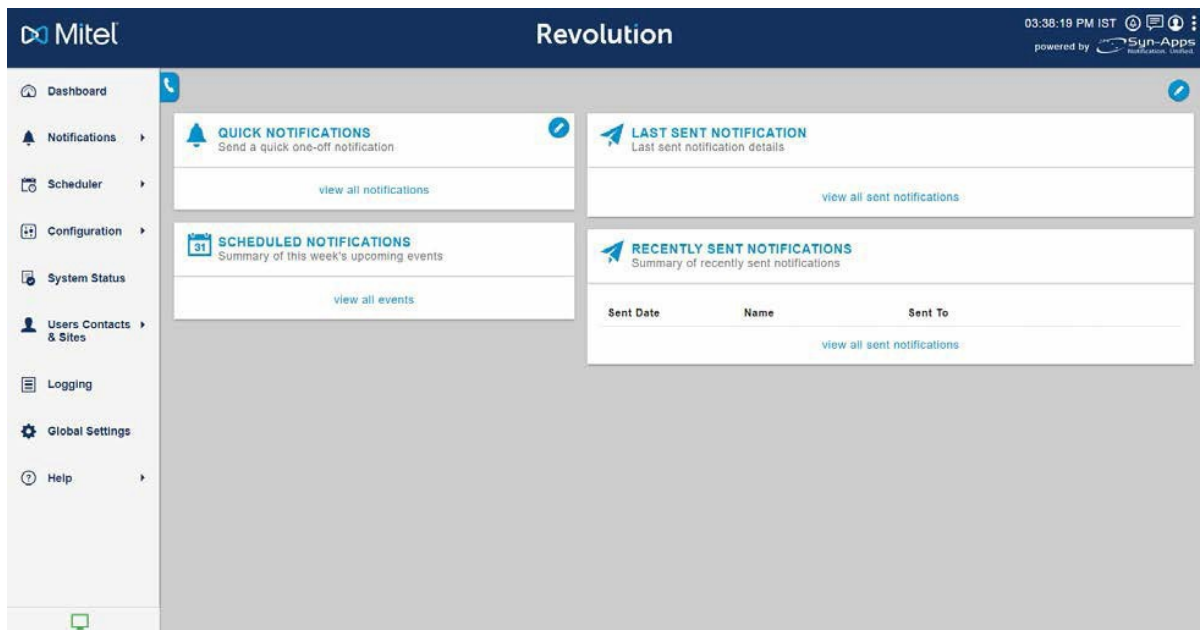 Mitel
Revolution
03:38:19 PM IST
powered by Syn-Apps
Notification. Unified.
Dashboard
Notifications
Scheduler
Configuration
System Status
Users Contacts
& Sites
Logging
Global Settings
Help
QUICK NOTIFICATIONS
Send a quick one-off notification
view all notifications
31
SCHEDULED NOTIFICATIONS
Summary of this week's upcoming events
view all events
LAST SENT NOTIFICATION
Last sent notification details
view all sent notifications
RECENTLY SENT NOTIFICATIONS
Summary of recently sent notifications
Sent Date Name Sent To
view all sent notifications